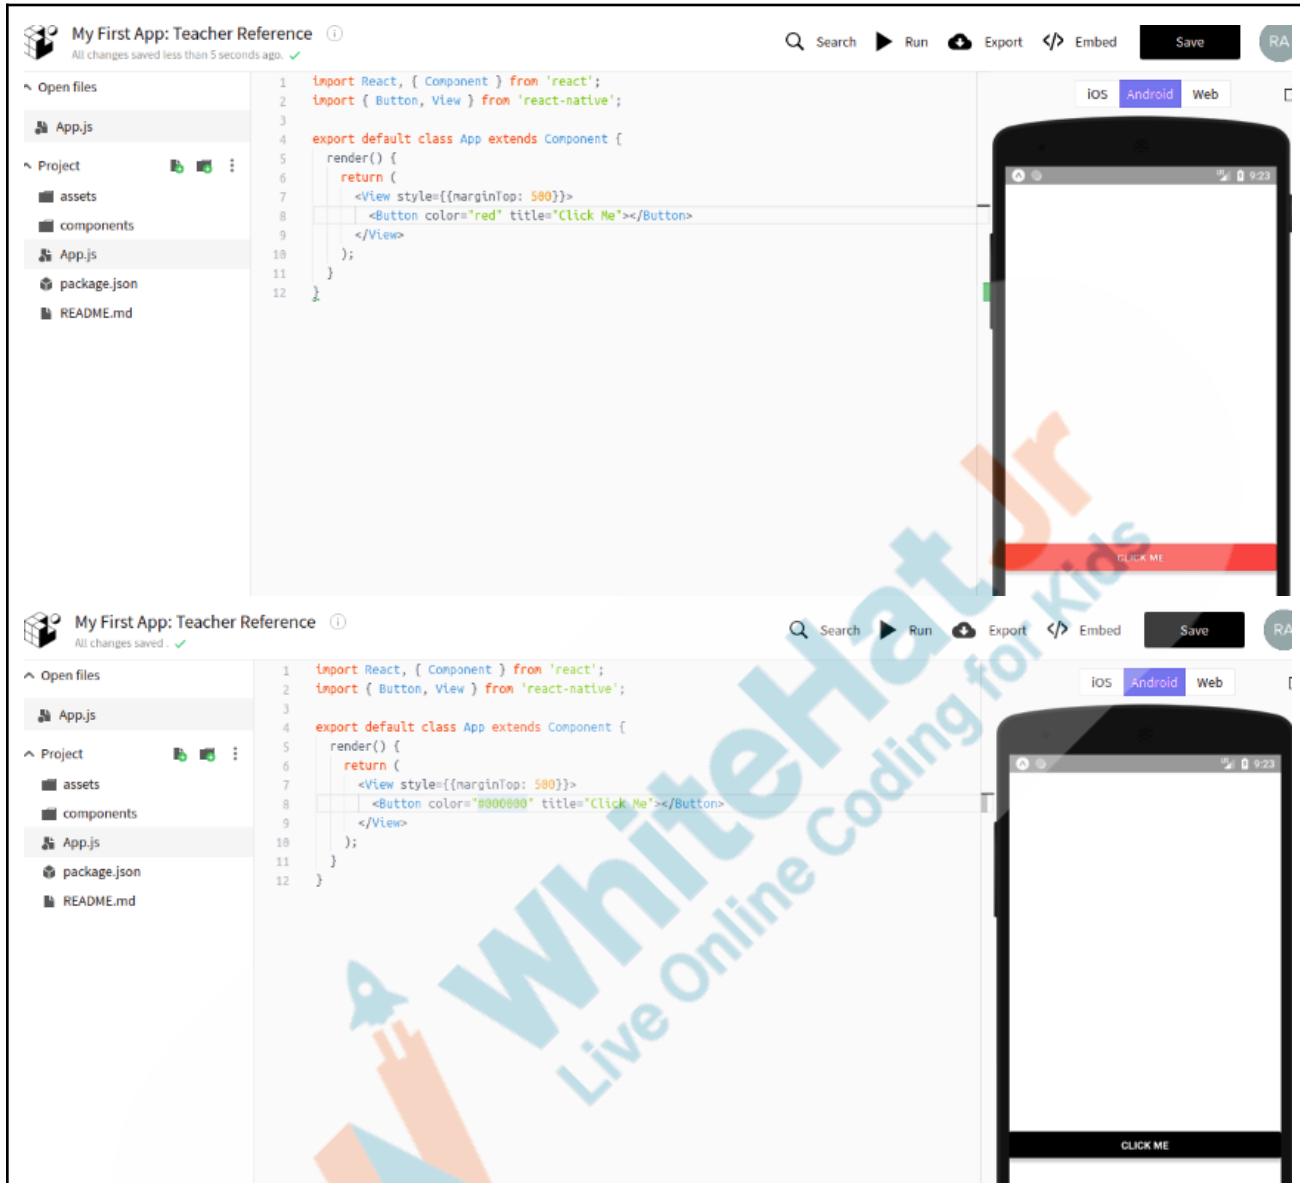 My First App: Teacher Reference
All changes saved less than 5 seconds ago.
Search Run Export </> Embed Save RA
Open files
App.js
Project
assets
components
App.js
package.json
README.md
1 import React, { Component } from 'react';
2 import { Button, View } from 'react-native';
3
4 export default class App extends Component {
5 render() {
6 return (
7 <View style={{marginTop: 500}}>
8 <Button color="red" title="Click Me"></Button>
9 </View>
10 );
11 }
12 }
iOS Android Web
9:23
CLICK ME
My First App: Teacher Reference
All changes saved.
Search Run Export </> Embed Save RA
Open files
App.js
Project
assets
components
App.js
package.json
README.md
1 import React, { Component } from 'react';
2 import { Button, View } from 'react-native';
3
4 export default class App extends Component {
5 render() {
6 return (
7 <View style={{marginTop: 500}}>
8 <Button color="#000000" title="Click Me"></Button>
9 </View>
10 );
11 }
12 }
iOS Android Web
9:23
CLICK ME
WhiteHat Jr
Live Online Coding for Kids